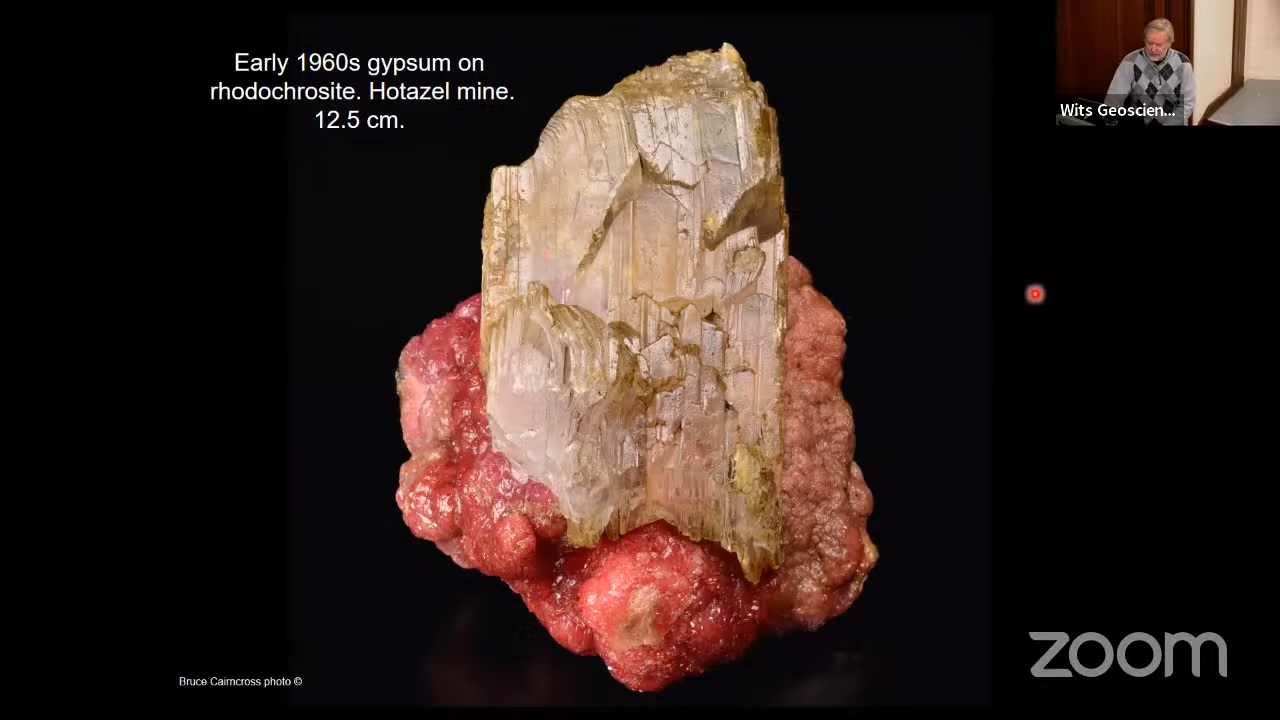 Early 1960s gypsum on
rhodochrosite. Hotazel mine.
12.5 cm.
Wits Geoscien...
Bruce Cairncross photo ©
zoom